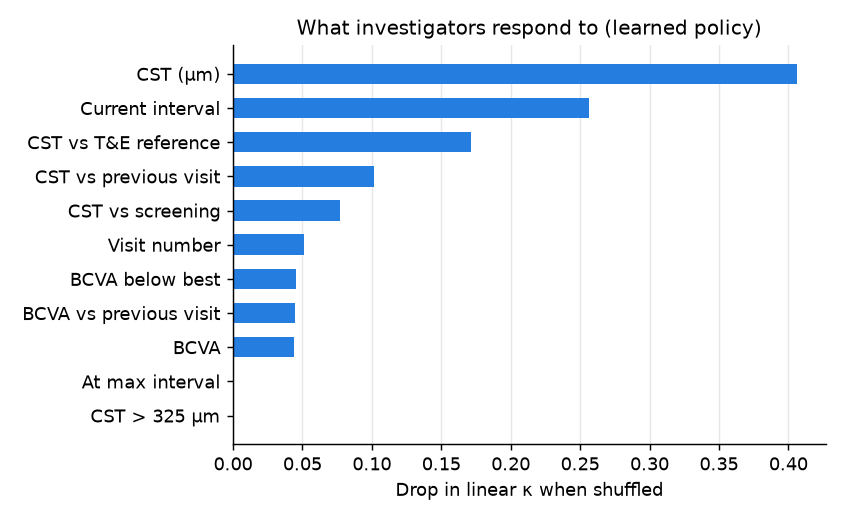 What investigators respond to (learned policy)
CST (µm)
Current interval
CST vs T&E reference
CST vs previous visit
CST vs screening
Visit number
BCVA below best
BCVA vs previous visit
BCVA
At max interval
CST > 325 µm
0.00 0.05 0.10 0.15 0.20 0.25 0.30 0.35 0.40
Drop in linear κ when shuffled